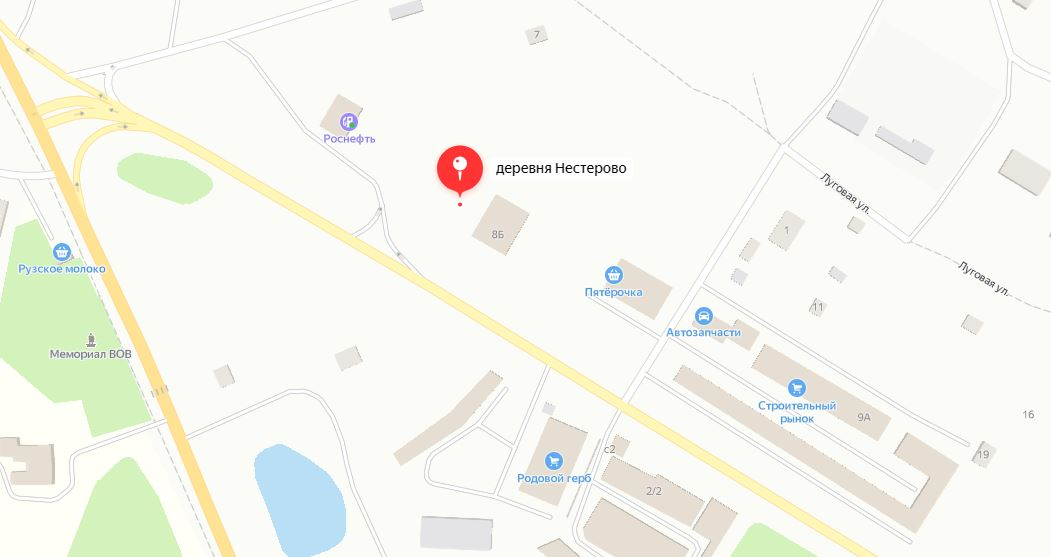 7
Роснефть
деревня Нестерово
Луговая ул.
8Б
1
Рузское молоко
Луговая ул.
Пятёрочка
11
Автозапчасти
Мемориал ВОВ
Строительный
рынок
9А
16
с2
19
Родовой герб
2/2